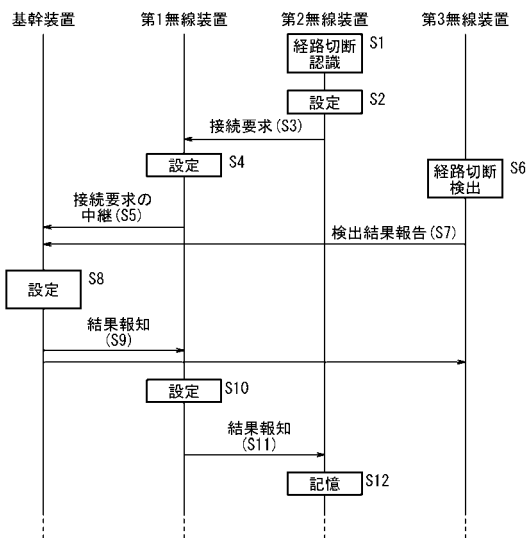 基幹装置 第1無線装置 第2無線装置 第3無線装置
経路切断
認識
S1
設定
S2
接続要求(S3)
設定
S4
経路切断
検出
S6
接続要求の
中継(S5)
検出結果報告(S7)
設定
S8
結果報知
(S9)
設定
S10
結果報知
(S11)
記憶
S12